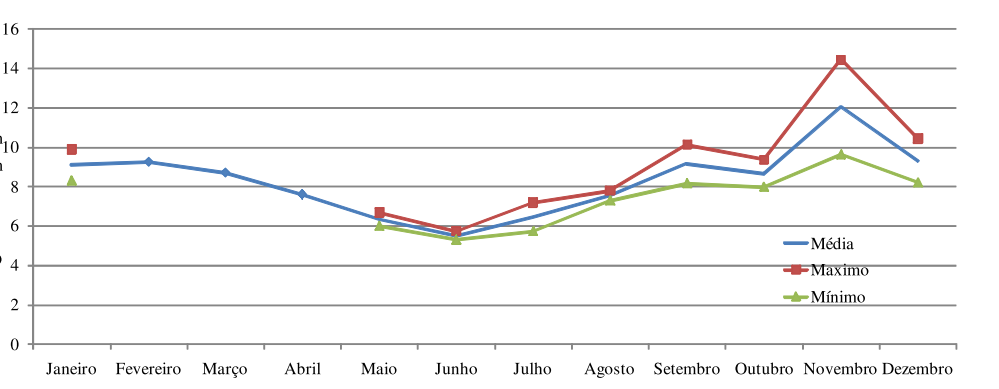 16
14
12
10
8
6
4
2
0
Média
Maximo
Mínimo
Janeiro Fevereiro Março Abril Maio Junho Julho Agosto Setembro Outubro Novembro Dezembro